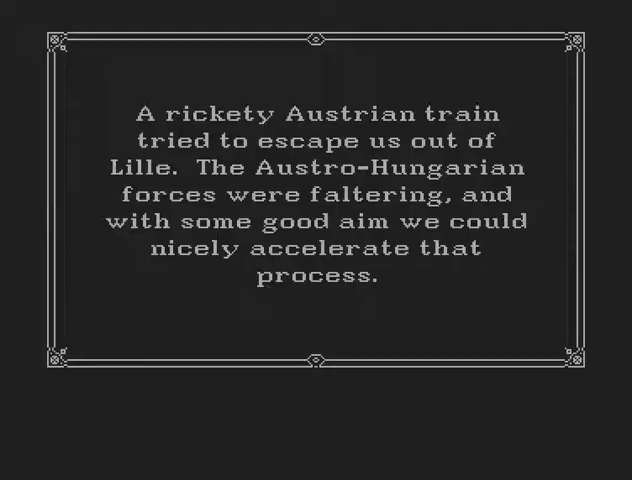 A rickety Austrian train
tried to escape us out of
Lille. The Austro-Hungarian
forces were faltering, and
with some good aim we could
nicely accelerate that
process.